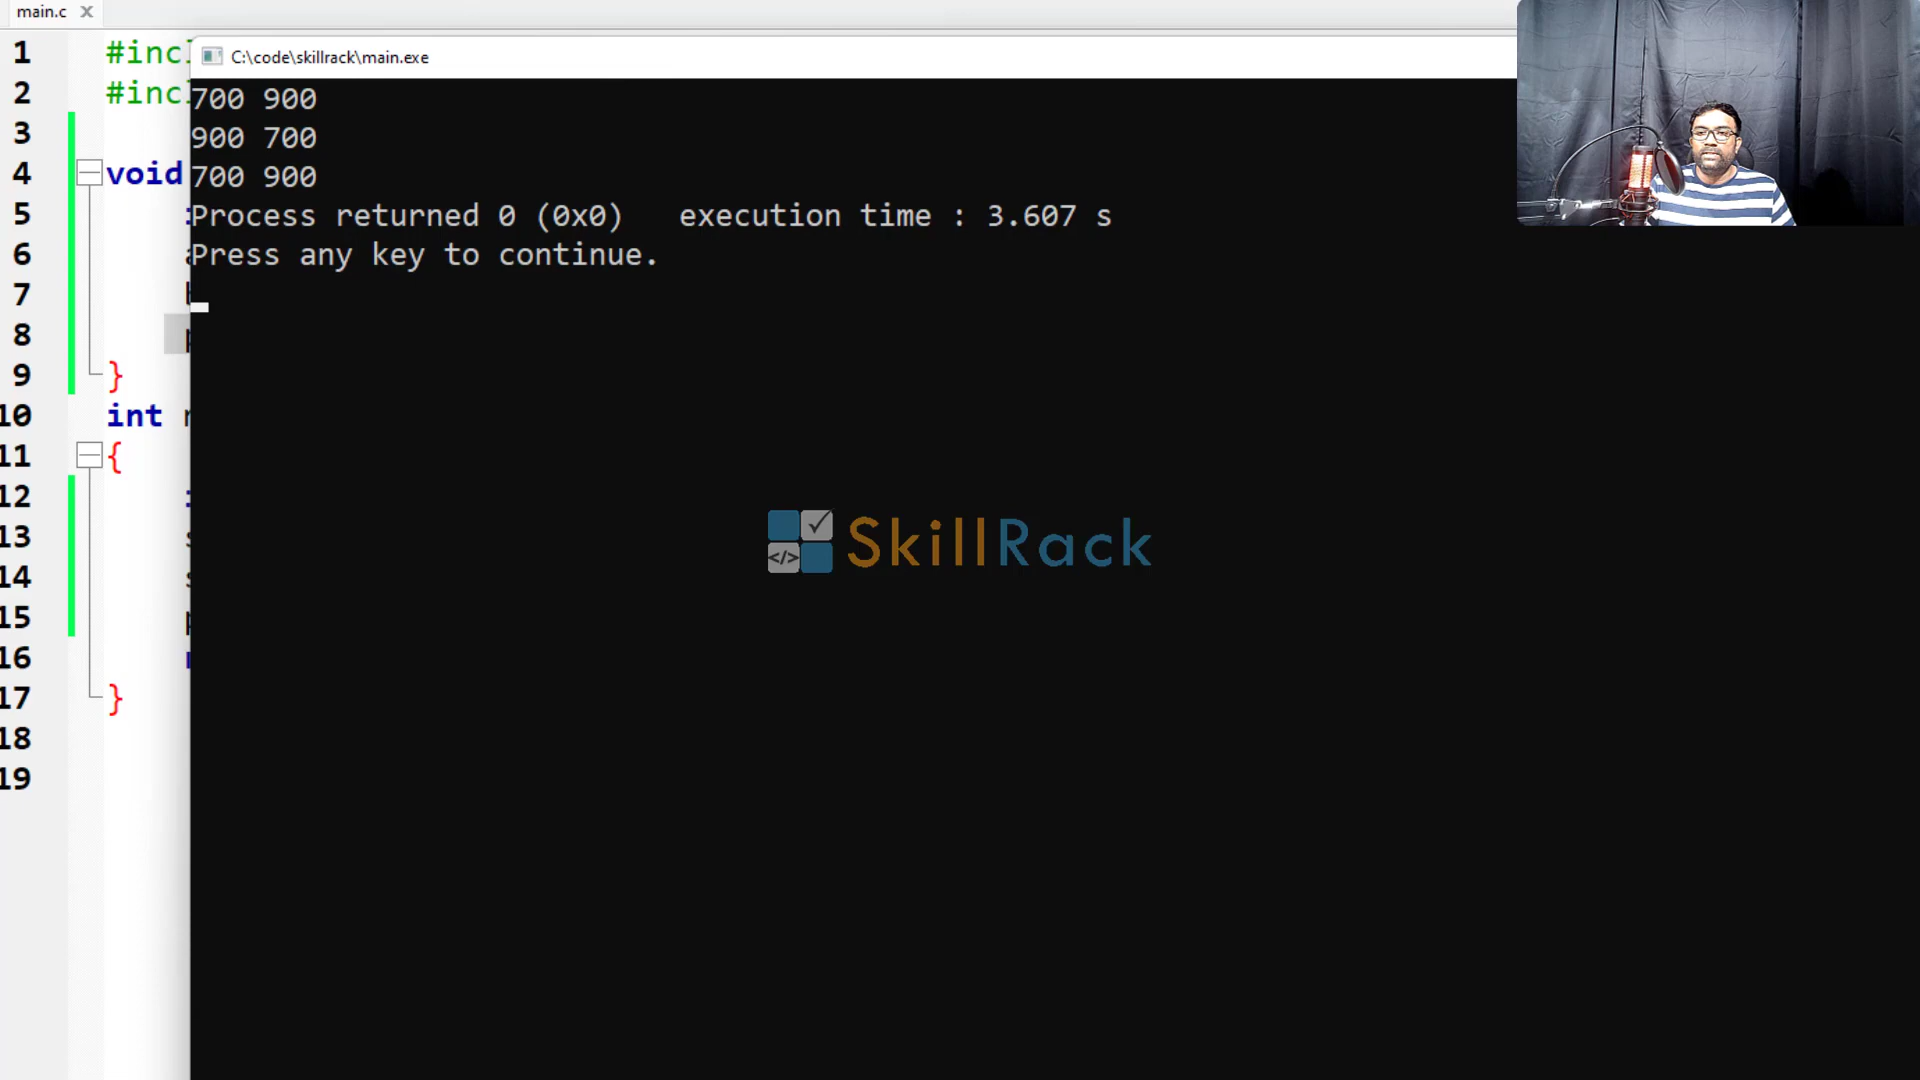 main.c
C:\code\skillrack\main.exe
1 #incl
2 #incl
3
4 void
5
6
7
8
9 }
10 int
11 {
12
13
14
15
16
17 }
18
19
700 900
900 700
700 900
Process returned 0 (0x0)   execution time : 3.607 s
Press any key to continue.
</> SkillRack